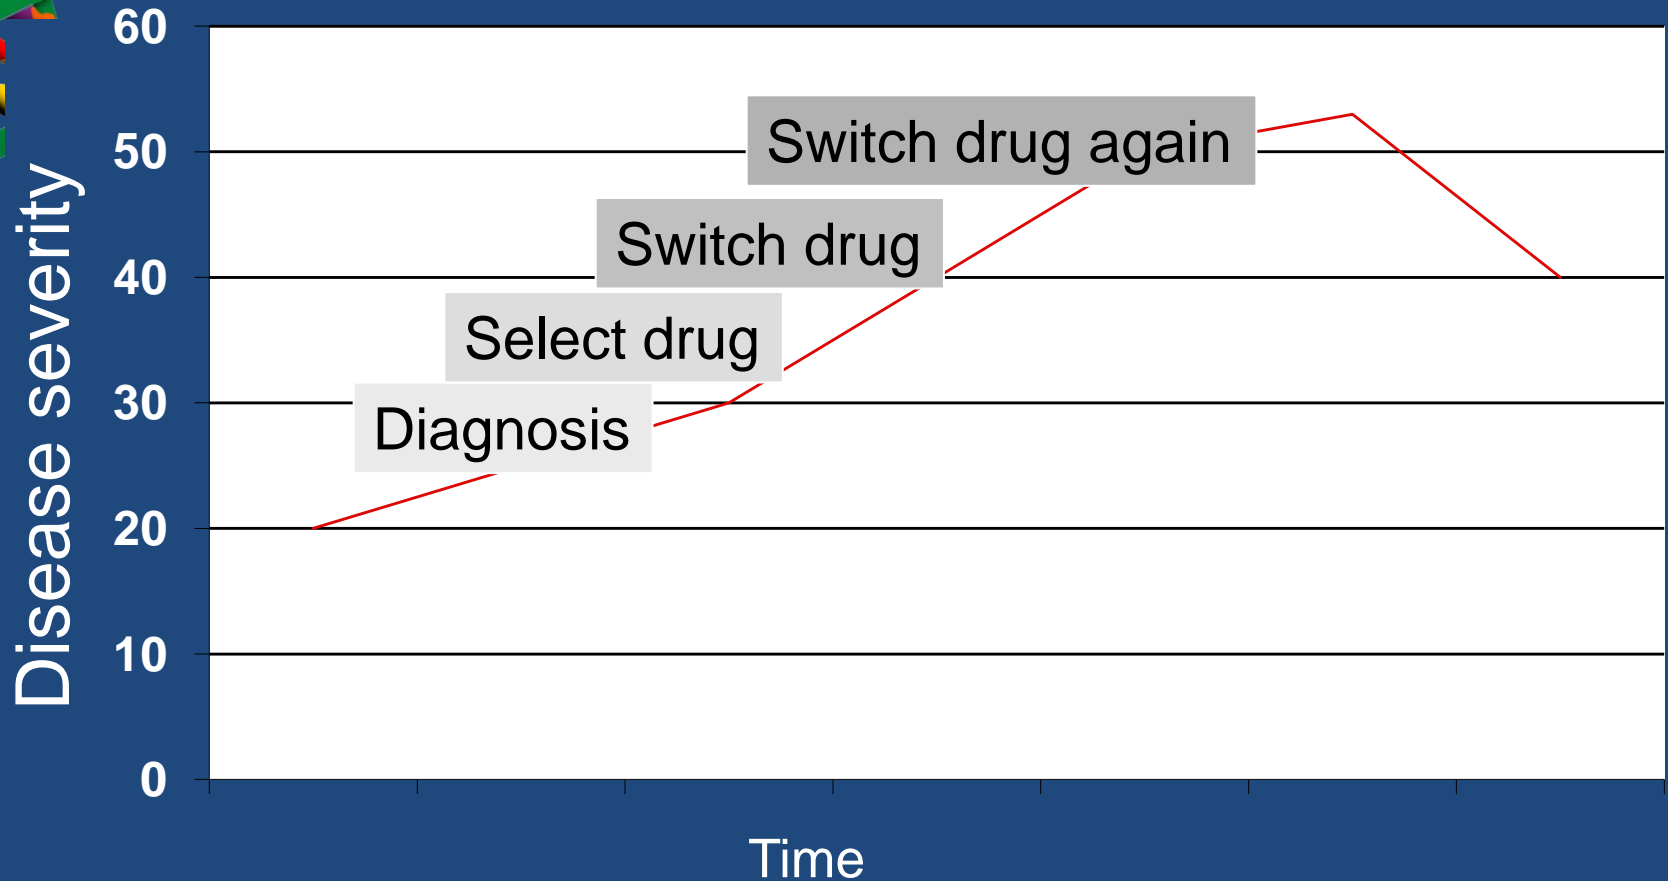 60
50
40
30
20
10
0
Disease severity
Switch drug again
Switch drug
Select drug
Diagnosis
Time